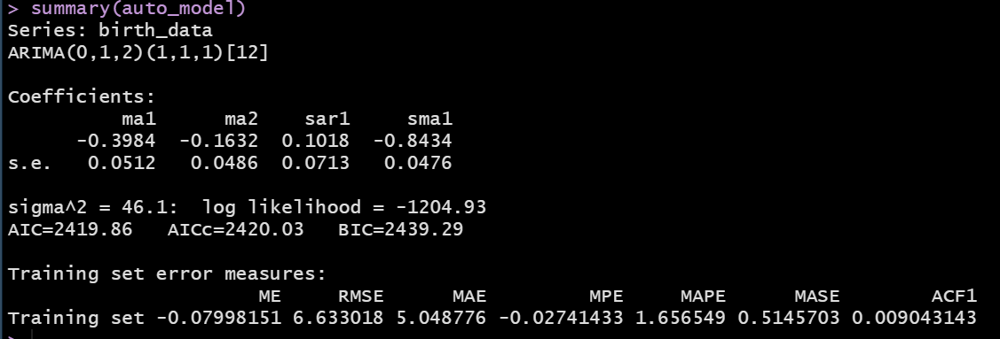 > summary(auto_model)
Series: birth_data
ARIMA(0,1,2)(1,1,1)[12]
Coefficients:
ma1 ma2 sar1 sma1
-0.3984 -0.1632 0.1018 -0.8434
s.e. 0.0512 0.0486 0.0713 0.0476
sigma^2 = 46.1: log likelihood = -1204.93
AIC=2419.86 AICc=2420.03 BIC=2439.29
Training set error measures:
ME RMSE MAE MPE MAPE MASE ACF1
Training set -0.07998151 6.633018 5.048776 -0.02741433 1.656549 0.5145703 0.009043143
>